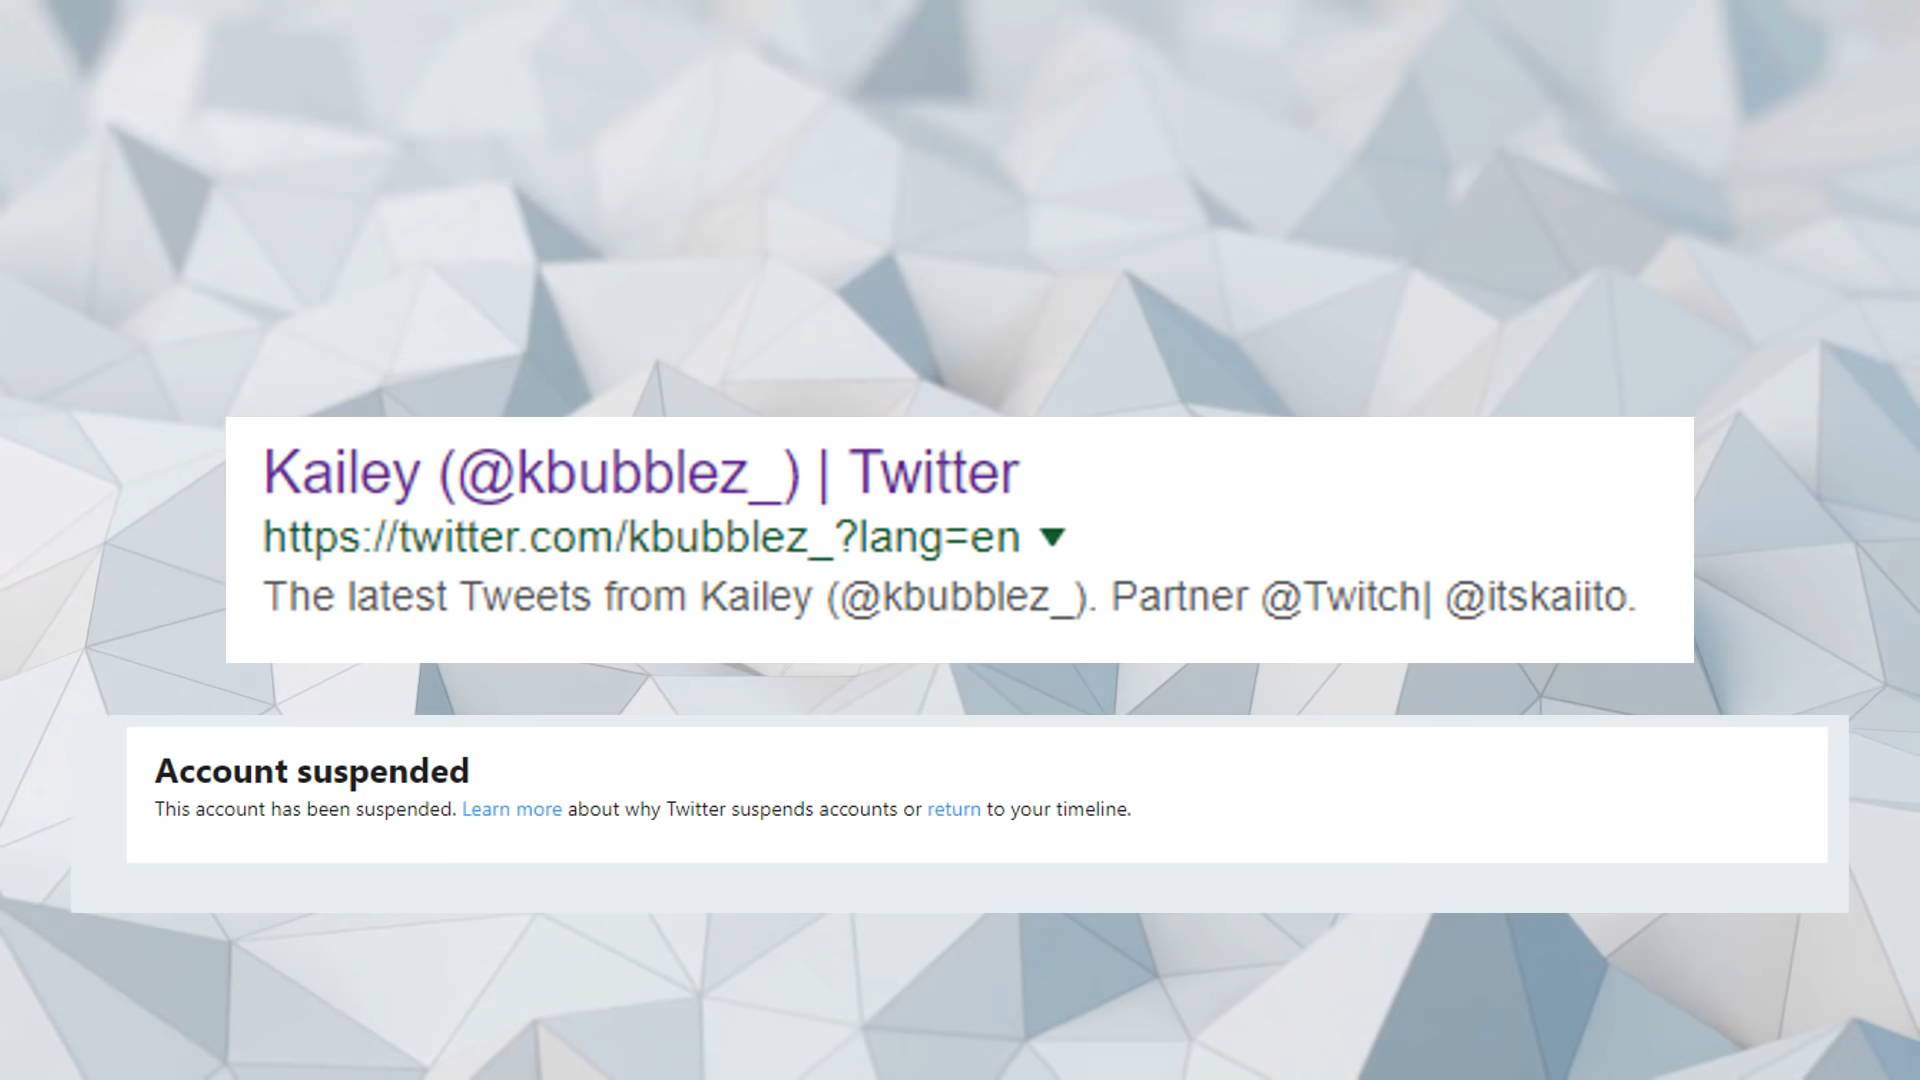 Kailey (@kbubblez_) | Twitter
https://twitter.com/kbubblez_?lang=en ▼
The latest Tweets from Kailey (@kbubblez_). Partner @Twitch| @itskaiito.
Account suspended
This account has been suspended. Learn more about why Twitter suspends accounts or return to your timeline.